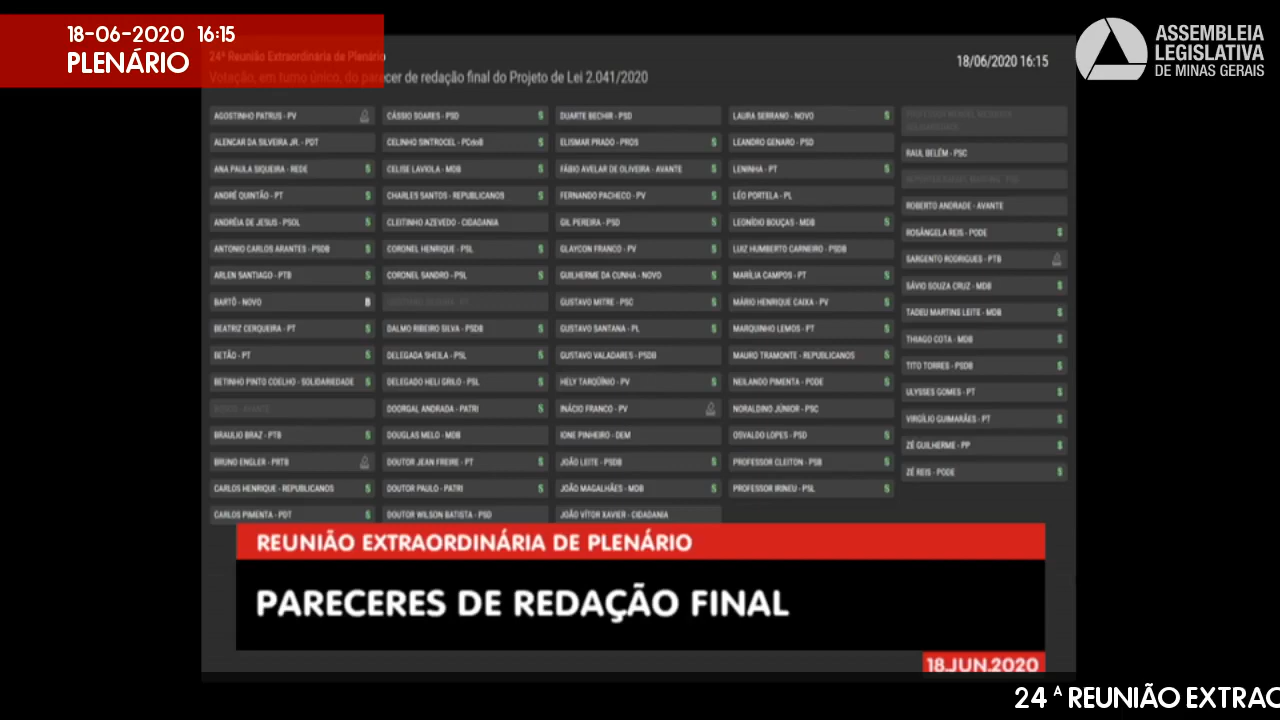 18-06-2020 16:15
PLENÁRIO
ASSEMBLEIA
LEGISLATIVA
DE MINAS GERAIS
24ª Reunião Extraordinária de Plenário
18/06/2020 16:15
Votação, em turno único, do parecer de redação final do Projeto de Lei 2.041/2020
AGOSTINHO PATRUS - PV
ALENCAR DA SILVEIRA JR. - PDT
ANA PAULA SIQUEIRA - REDE S
ANDRÉ QUINTÃO - PT S
ANDRÉIA DE JESUS - PSOL S
ANTONIO CARLOS ARANTES - PSDB S
ARLEN SANTIAGO - PTB S
BARTÔ - NOVO B
BEATRIZ CERQUEIRA - PT S
BETÃO - PT S
BETINHO PINTO COELHO - SOLIDARIEDADE S
BRAULIO BRAZ - PTB S
BRUNO ENGLER - PRTB
CARLOS HENRIQUE - REPUBLICANOS S
CARLOS PIMENTA - PDT S
CÁSSIO SOARES - PSD S
CELINHO SINTROCEL - PCdoB S
CELISE LAVIOLA - MDB S
CHARLES SANTOS - REPUBLICANOS S
CLEITINHO AZEVEDO - CIDADANIA
CORONEL HENRIQUE - PSL S
CORONEL SANDRO - PSL S
DALMO RIBEIRO SILVA - PSDB S
DELEGADA SHEILA - PSL S
DELEGADO HELI GRILO - PSL S
DOORGAL ANDRADA - PATRI S
DOUGLAS MELO - MDB
DOUTOR JEAN FREIRE - PT S
DOUTOR PAULO - PATRI S
DOUTOR WILSON BATISTA - PSD
DUARTE BECHIR - PSD
ELISMAR PRADO - PROS S
FÁBIO AVELAR DE OLIVEIRA - AVANTE S
FERNANDO PACHECO - PV S
GIL PEREIRA - PSD S
GLAYCON FRANCO - PV S
GUILHERME DA CUNHA - NOVO S
GUSTAVO MITRE - PSC S
GUSTAVO SANTANA - PL S
GUSTAVO VALADARES - PSDB
HELY TARQÜÍNIO - PV S
INÁCIO FRANCO - PV
IONE PINHEIRO - DEM
JOÃO LEITE - PSDB S
JOÃO MAGALHÃES - MDB S
JOÃO VÍTOR XAVIER - CIDADANIA
LAURA SERRANO - NOVO S
LEANDRO GENARO - PSD
LENINHA - PT S
LÉO PORTELA - PL
LEONÍDIO BOUÇAS - MDB S
LUIZ HUMBERTO CARNEIRO - PSDB
MARÍLIA CAMPOS - PT S
MÁRIO HENRIQUE CAIXA - PV S
MARQUINHO LEMOS - PT S
MAURO TRAMONTE - REPUBLICANOS S
NEILANDO PIMENTA - PODE S
NORALDINO JÚNIOR - PSC
OSVALDO LOPES - PSD S
PROFESSOR CLEITON - PSB S
PROFESSOR IRINEU - PSL S
RAUL BELÉM - PSC
ROBERTO ANDRADE - AVANTE
ROSÂNGELA REIS - PODE S
SARGENTO RODRIGUES - PTB
SÁVIO SOUZA CRUZ - MDB S
TADEU MARTINS LEITE - MDB S
THIAGO COTA - MDB S
TITO TORRES - PSDB S
ULYSSES GOMES - PT S
VIRGÍLIO GUIMARÃES - PT S
ZÉ GUILHERME - PP S
ZÉ REIS - PODE S
REUNIÃO EXTRAORDINÁRIA DE PLENÁRIO
PARECERES DE REDAÇÃO FINAL
18.JUN.2020
24 ª REUNIÃO EXTRAO